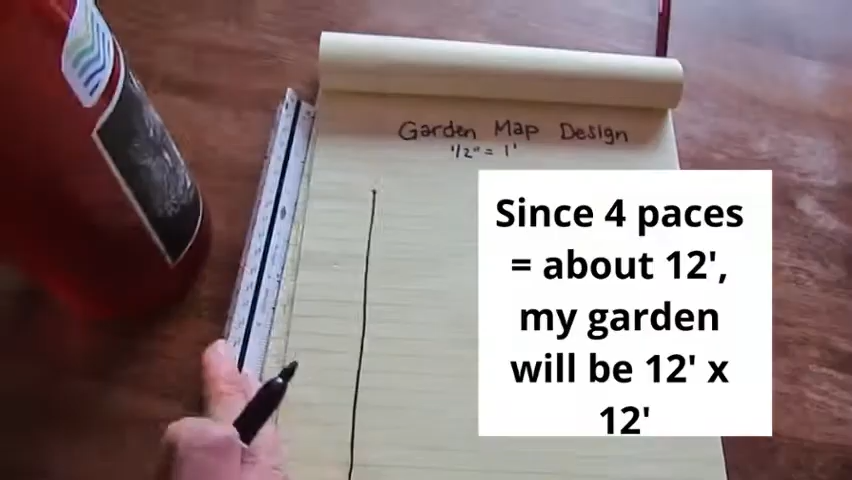 Garden Map Design
1/2" = 1'
Since 4 paces
= about 12',
my garden
will be 12' x
12'